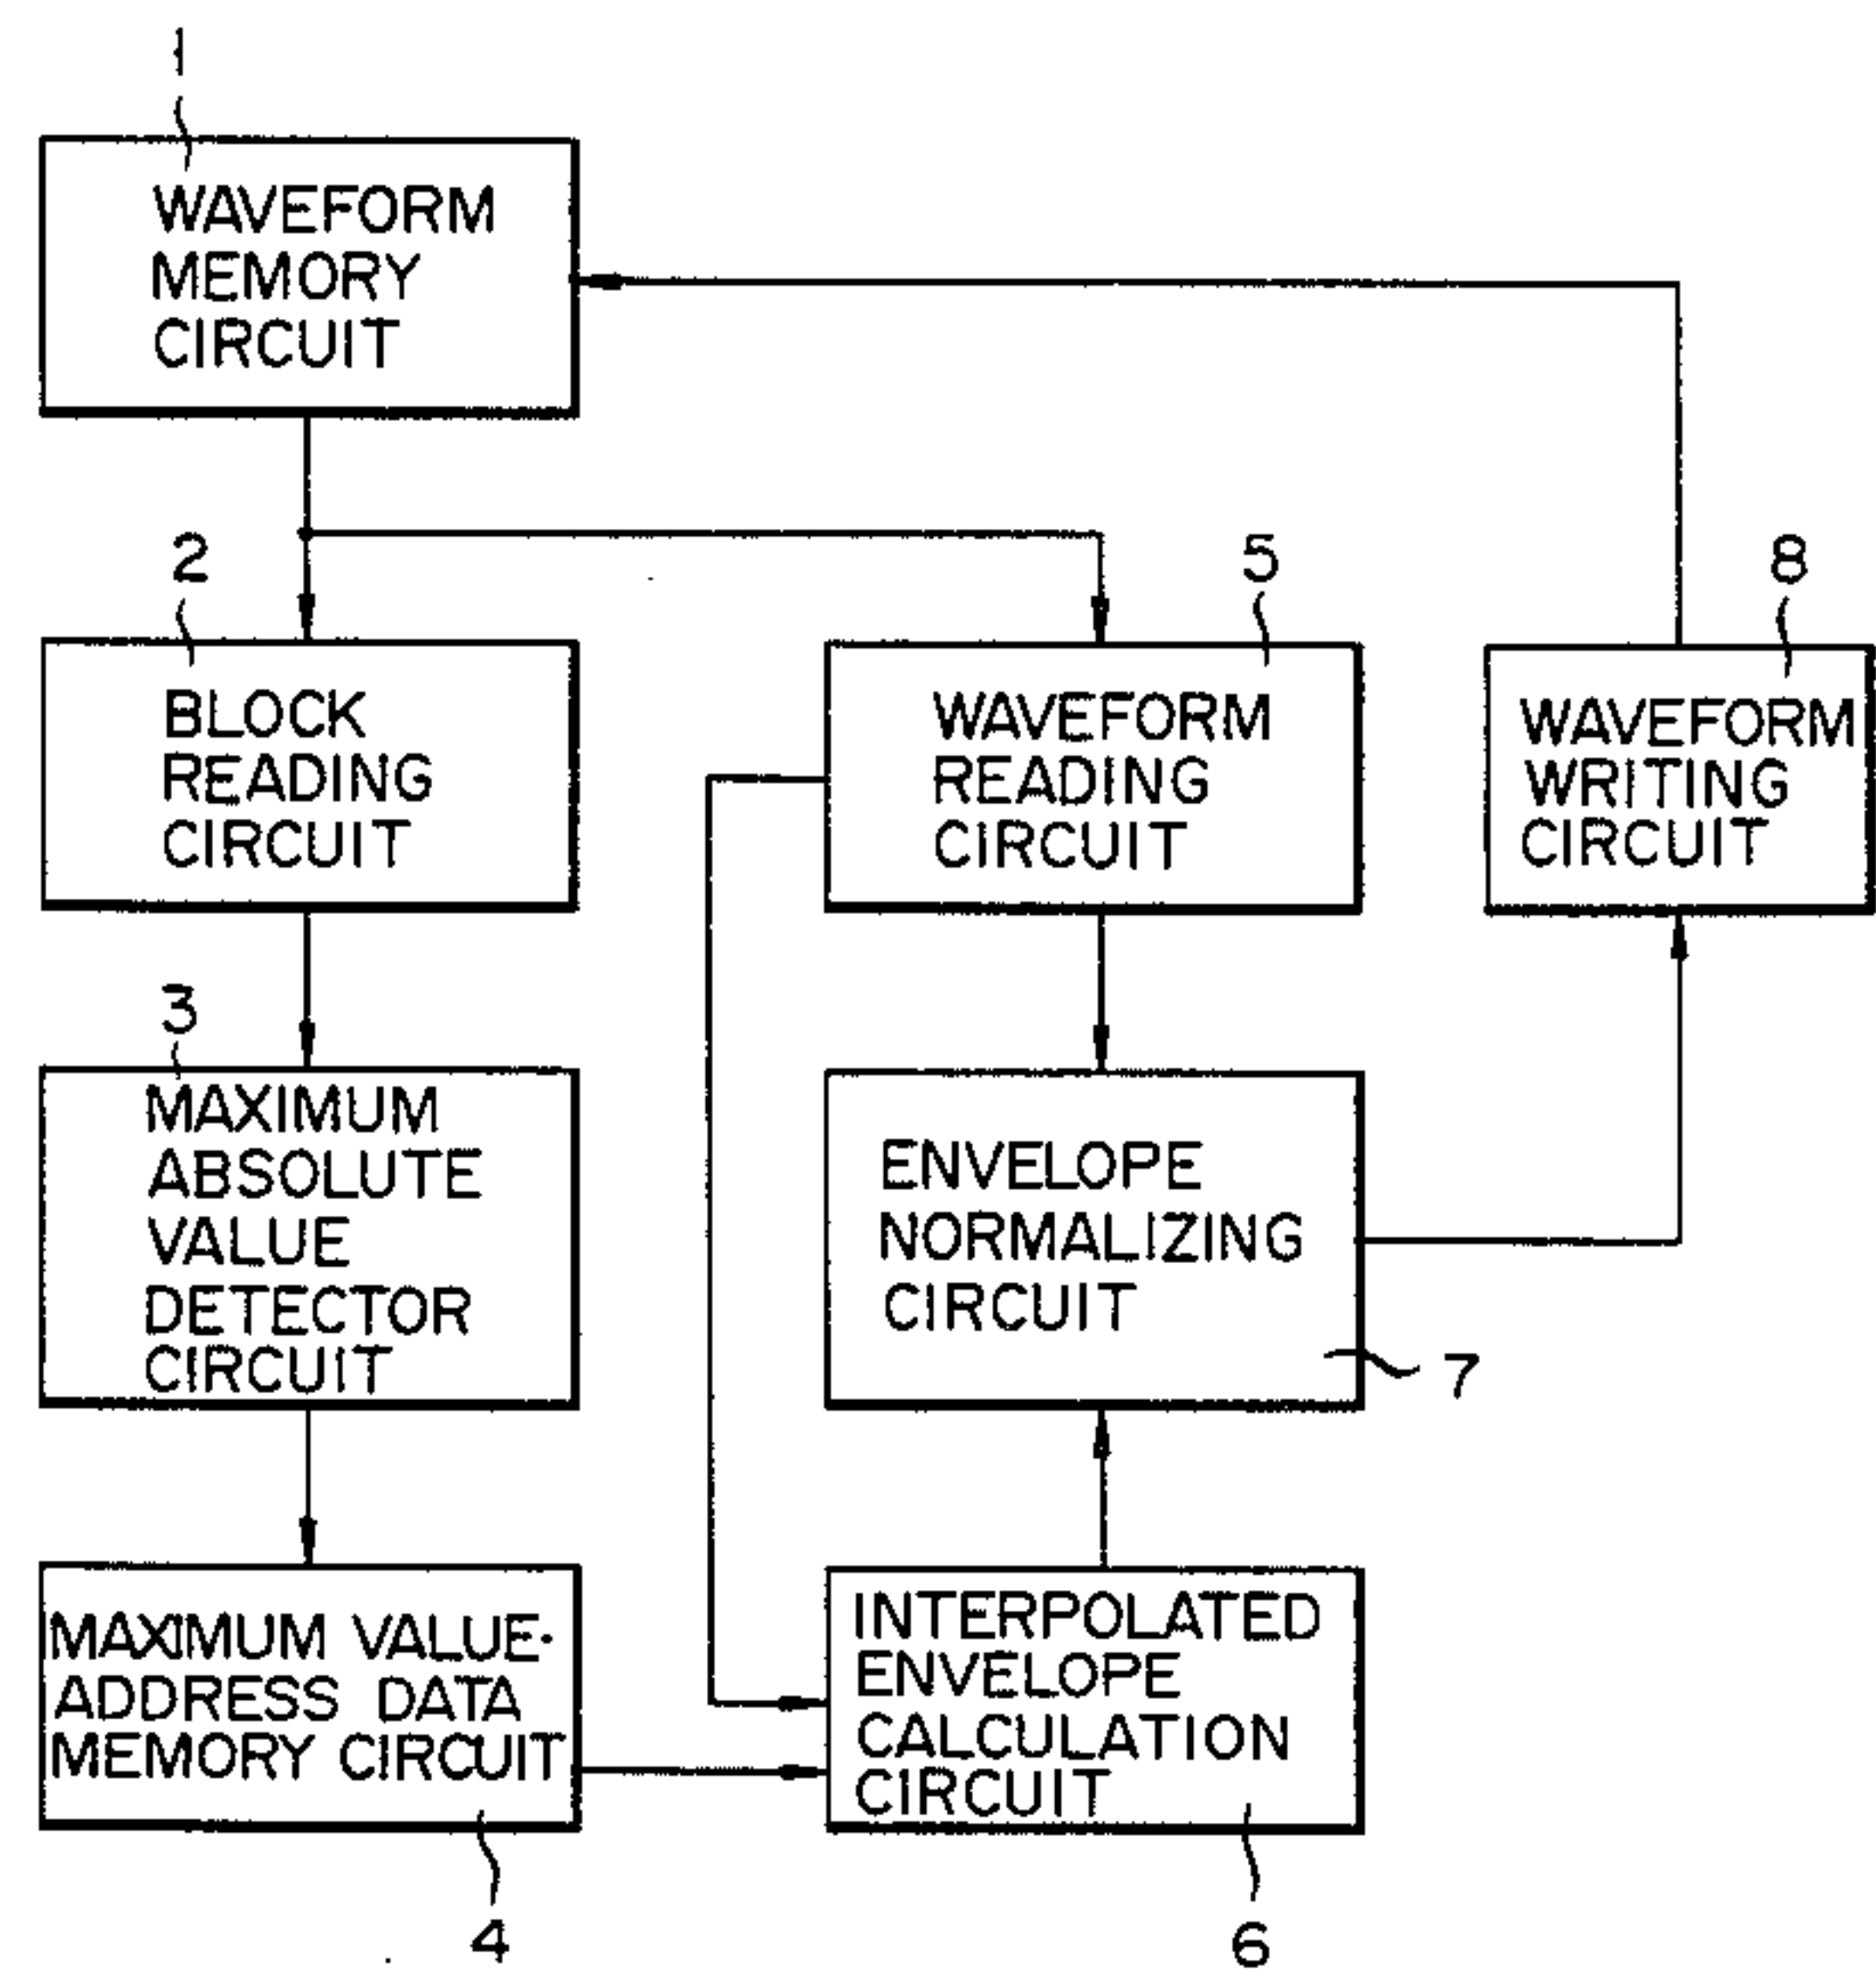 1
WAVEFORM
MEMORY
CIRCUIT
2
BLOCK
READING
CIRCUIT
5
WAVEFORM
READING
CIRCUIT
8
WAVEFORM
WRITING
CIRCUIT
3
MAXIMUM
ABSOLUTE
VALUE
DETECTOR
CIRCUIT
ENVELOPE
NORMALIZING
CIRCUIT
7
MAXIMUM VALUE·
ADDRESS DATA
MEMORY CIRCUIT
4
INTERPOLATED
ENVELOPE
CALCULATION
CIRCUIT
6